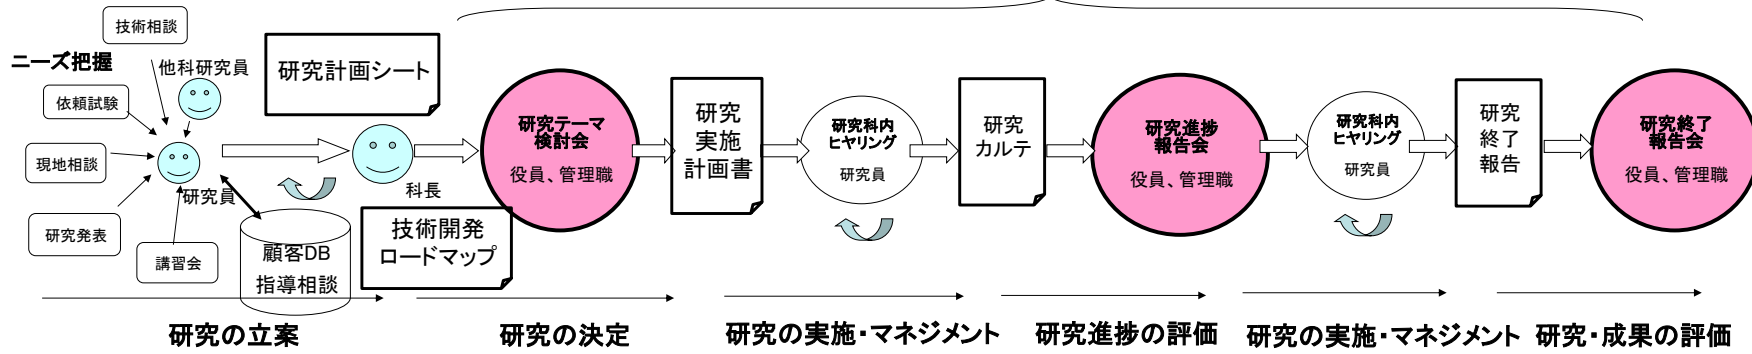 技術相談
ニーズ把握
他科研究員
依頼試験
現地相談
研究員
研究発表
講習会
顧客DB
指導相談
研究計画シート
科長
技術開発
ロードマップ
研究テーマ
検討会
役員、管理職
研究
実施
計画書
研究科内
ヒヤリング
研究員
研究
カルテ
研究進捗
報告会
役員、管理職
研究科内
ヒヤリング
研究員
研究
終了
報告
研究終了
報告会
役員、管理職
研究の立案
研究の決定
研究の実施・マネジメント
研究進捗の評価
研究の実施・マネジメント
研究・成果の評価